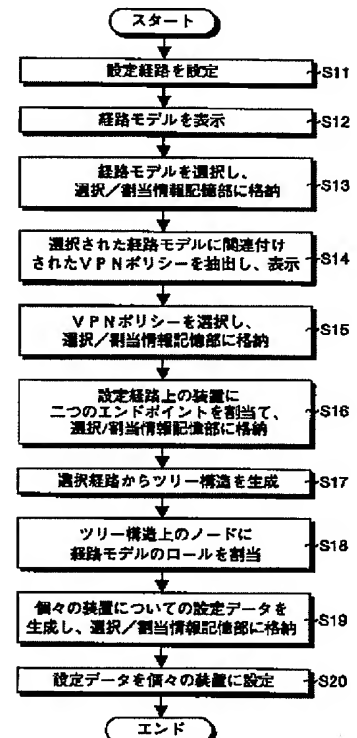 スタート
設定経路を設定
S11
経路モデルを表示
S12
経路モデルを選択し、
選択／割当情報記憶部に格納
S13
選択された経路モデルに関連付け
されたＶＰＮポリシーを抽出し、表示
S14
ＶＰＮポリシーを選択し、
選択／割当情報記憶部に格納
S15
設定経路上の装置に
二つのエンドポイントを割当て、
選択/割当情報記憶部に格納
S16
選択経路からツリー構造を生成
S17
ツリー構造上のノードに
経路モデルのロールを割当
S18
個々の装置についての設定データを
生成し、選択／割当情報記憶部に格納
S19
設定データを個々の装置に設定
S20
エンド